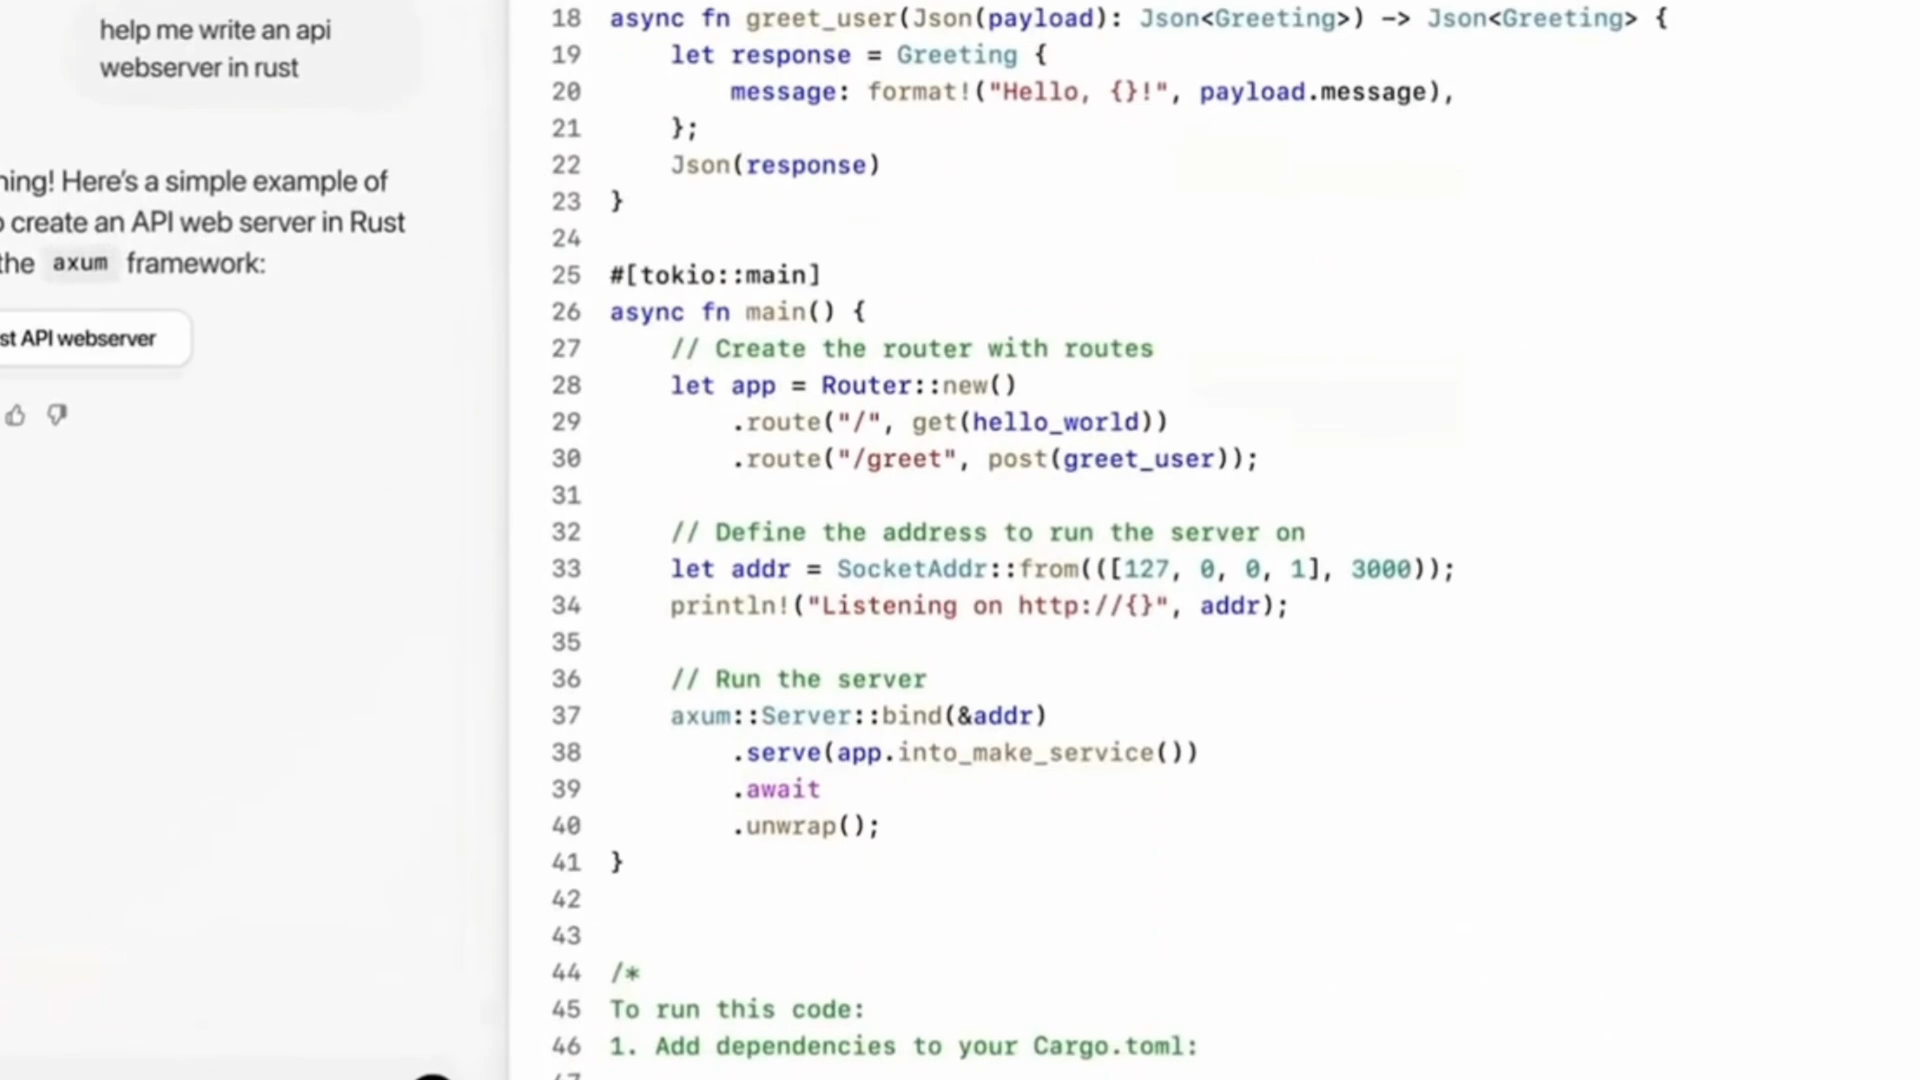 help me write an api
webserver in rust
Here's a simple example of
create an API web server in Rust
the axum framework:
API webserver
18 async fn greet_user(Json(payload): Json<Greeting>) -> Json<Greeting> {
19 let response = Greeting {
20 message: format!("Hello, {}!", payload.message),
21 };
22 Json(response)
23 }
24
25 #[tokio::main]
26 async fn main() {
27 // Create the router with routes
28 let app = Router::new()
29 .route("/", get(hello_world))
30 .route("/greet", post(greet_user));
31
32 // Define the address to run the server on
33 let addr = SocketAddr::from(([127, 0, 0, 1], 3000));
34 println!("Listening on http://{}", addr);
35
36 // Run the server
37 axum::Server::bind(&addr)
38 .serve(app.into_make_service())
39 .await
40 .unwrap();
41 }
42
43
44 /*
45 To run this code:
46 1. Add dependencies to your Cargo.toml: